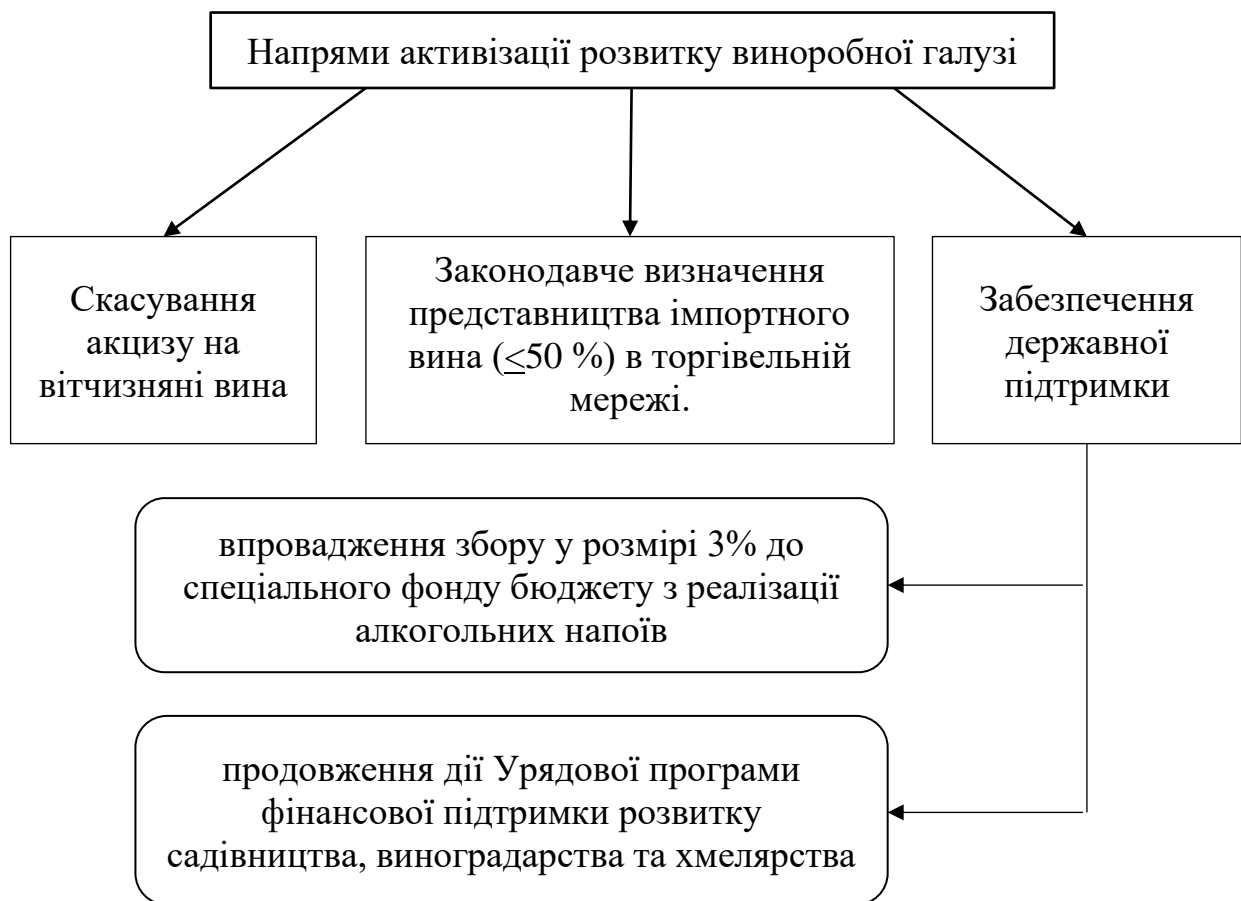 Напрями активізації розвитку виноробної галузі
Скасування
акцизу на
вітчизняні вина
Законодавче визначення
представництва імпортного
вина (≤50 %) в торгівельній
мережі.
Забезпечення
державної
підтримки
впровадження збору у розмірі 3% до
спеціального фонду бюджету з реалізації
алкогольних напоїв
продовження дії Урядової програми
фінансової підтримки розвитку
садівництва, виноградарства та хмелярства